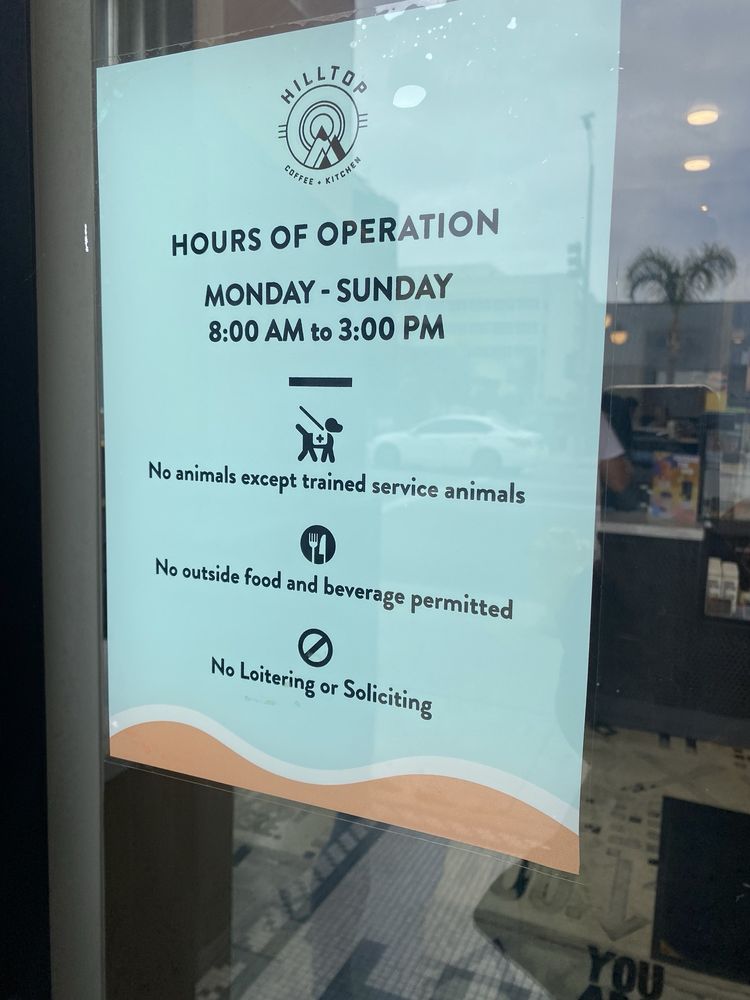 HILLTOP
COFFEE + KITCHEN
HOURS OF OPERATION
MONDAY - SUNDAY
8:00 AM to 3:00 PM
No animals except trained service animals
No outside food and beverage permitted
No Loitering or Soliciting
YOU